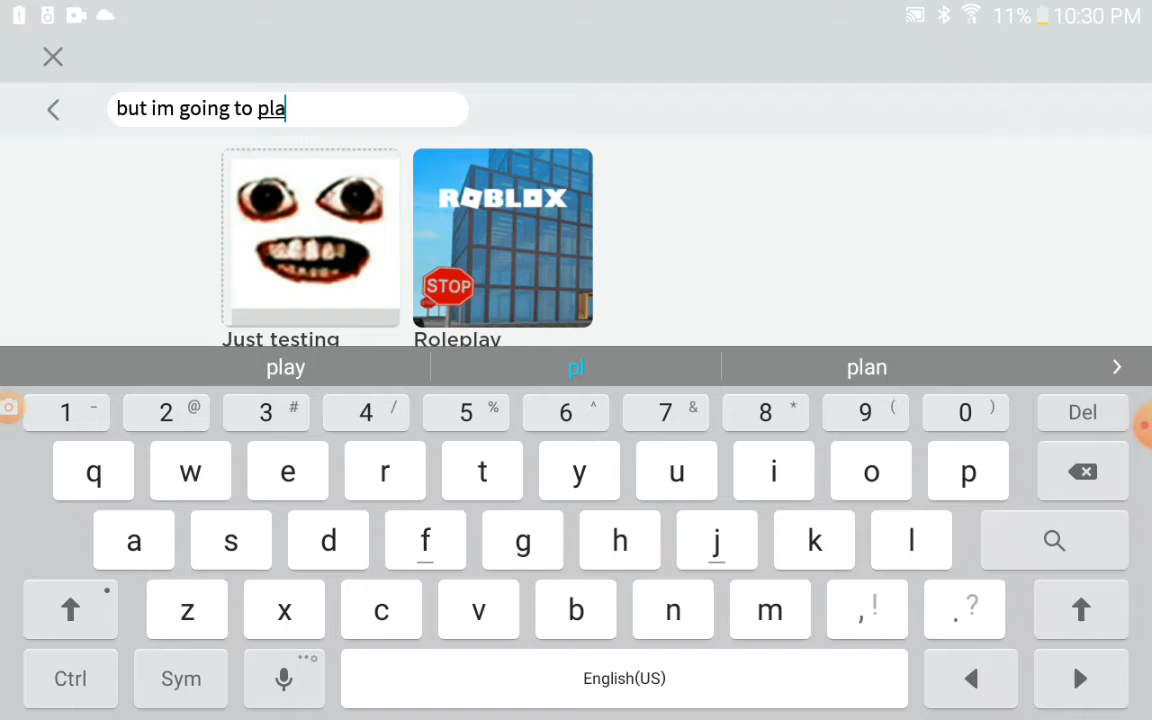 11% 10:30 PM
but im going to pla
ROBLOX
STOP
Just testing Roleplay
play pl plan
1 - 2 @ 3 # 4 / 5 % 6 ^ 7 & 8 * 9 ( 0 ) Del
q w e r t y u i o p
a s d f g h j k l
z x c v b n m , ! . ?
Ctrl Sym English(US)